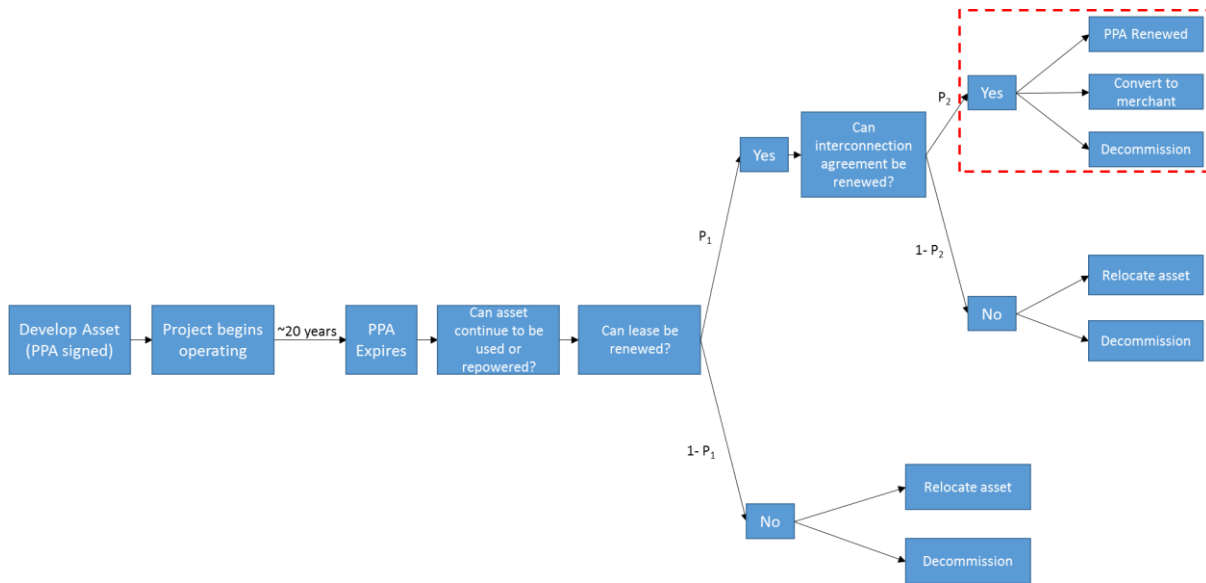 Develop Asset
(PPA signed)
Project begins
operating
~20 years
PPA
Expires
Can asset
continue to be
used or
repowered?
Can lease be
renewed?
P1
Yes
Can
interconnection
agreement be
renewed?
P2
Yes
PPA Renewed
Convert to
merchant
Decommission
1- P2
No
Relocate asset
Decommission
1- P1
No
Relocate asset
Decommission